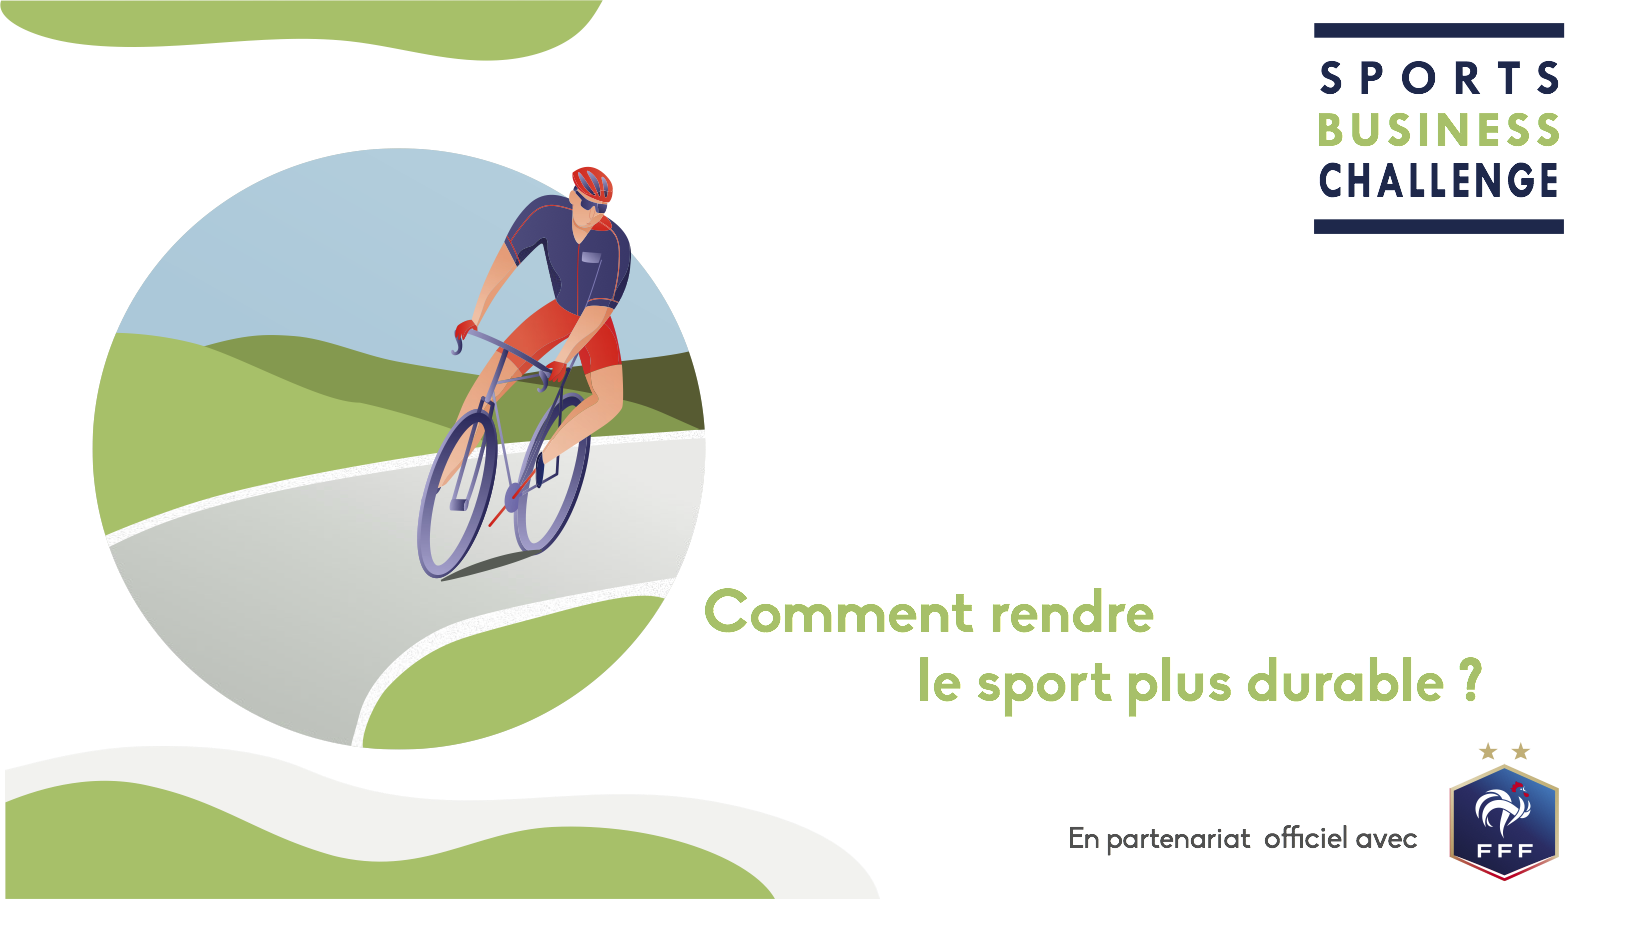 SPORTS
BUSINESS
CHALLENGE
Comment rendre
le sport plus durable ?
En partenariat officiel avec
FFF